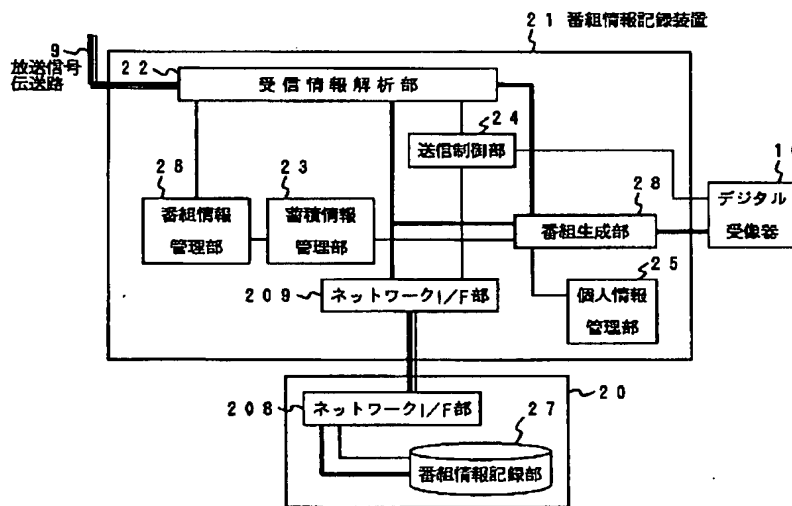 ２１ 番組情報記録装置
９
放送信号
伝送路
２２
受信情報解析部
２４
送信制御部
２６
番組情報
管理部
２３
蓄積情報
管理部
２８
番組生成部
デジタル
受像器
２０９
ネットワークI/F部
２５
個人情報
管理部
２０８
ネットワークI/F部
２０
２７
番組情報記録部